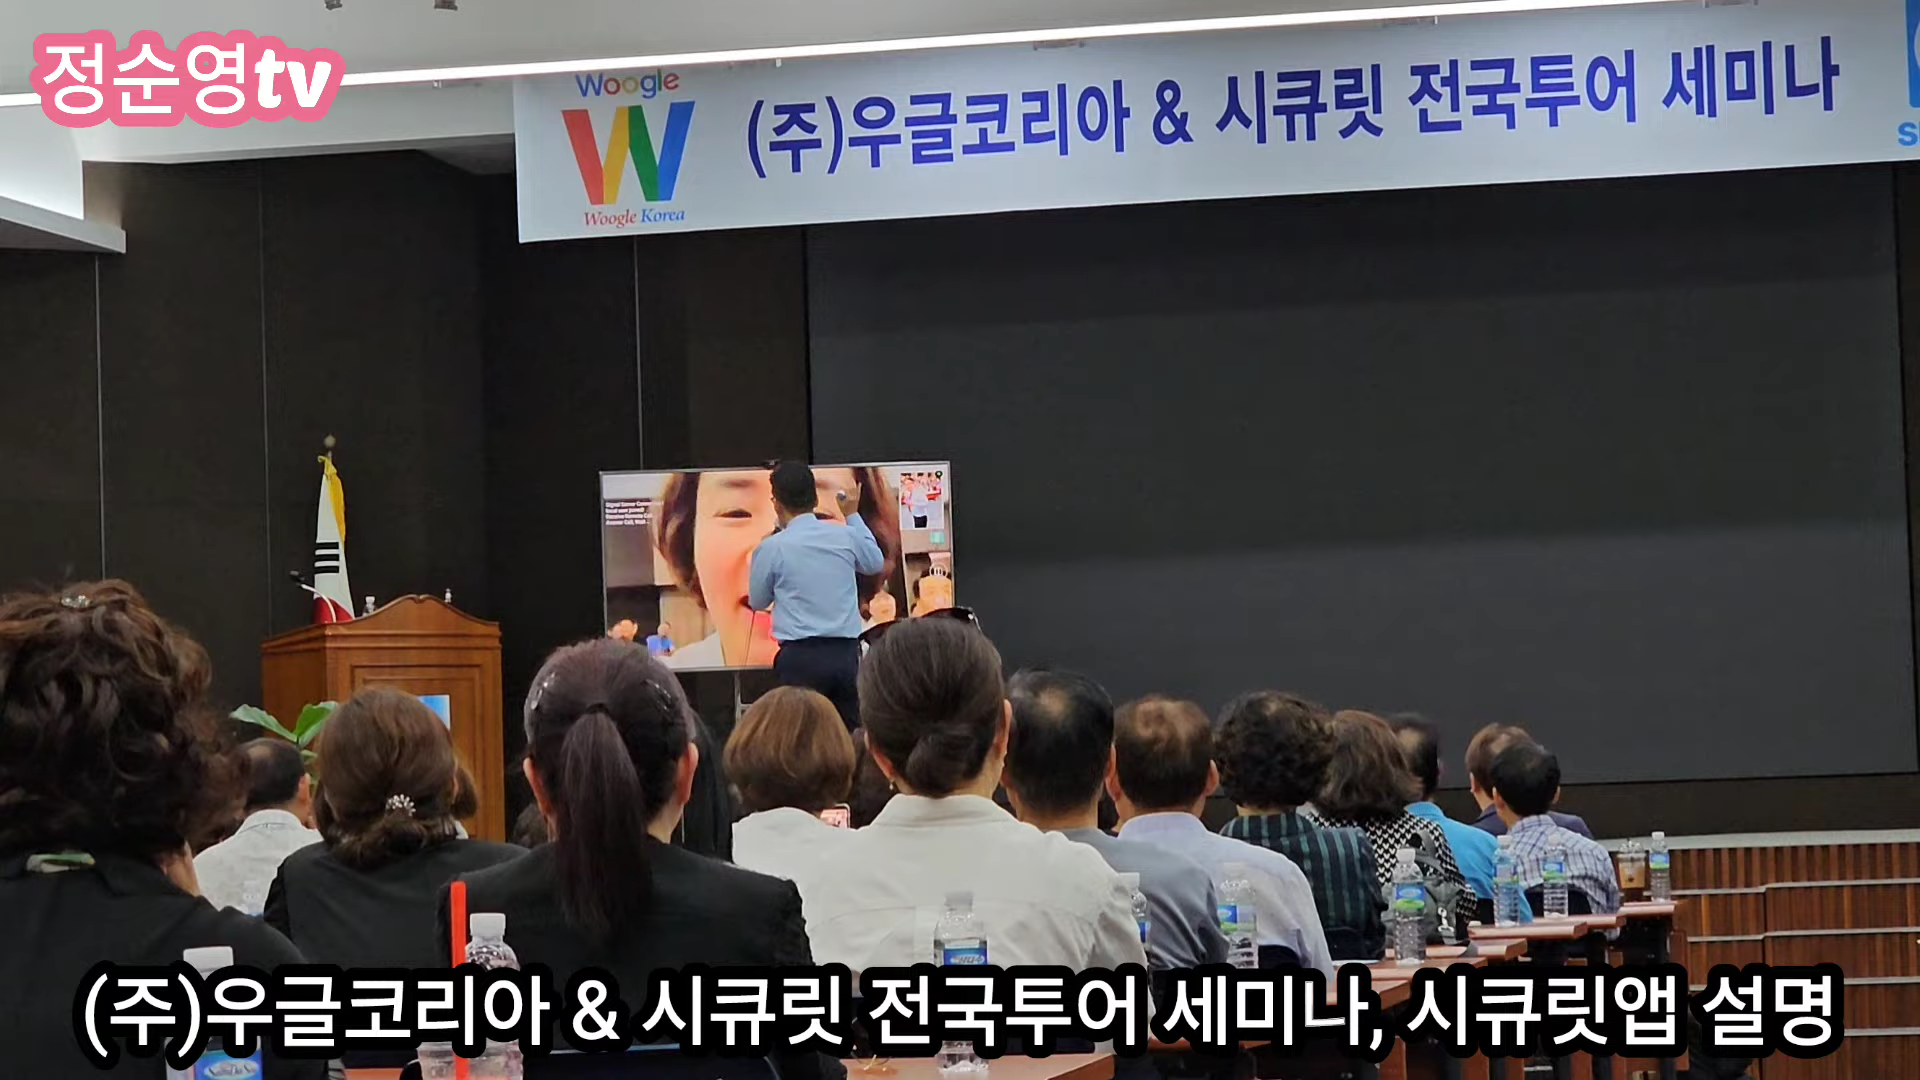 정순영tv
Woogle
W
Woogle Korea
(주)우글코리아 & 시큐릿 전국투어 세미나
(주)우글코리아 & 시큐릿 전국투어 세미나, 시큐릿앱 설명